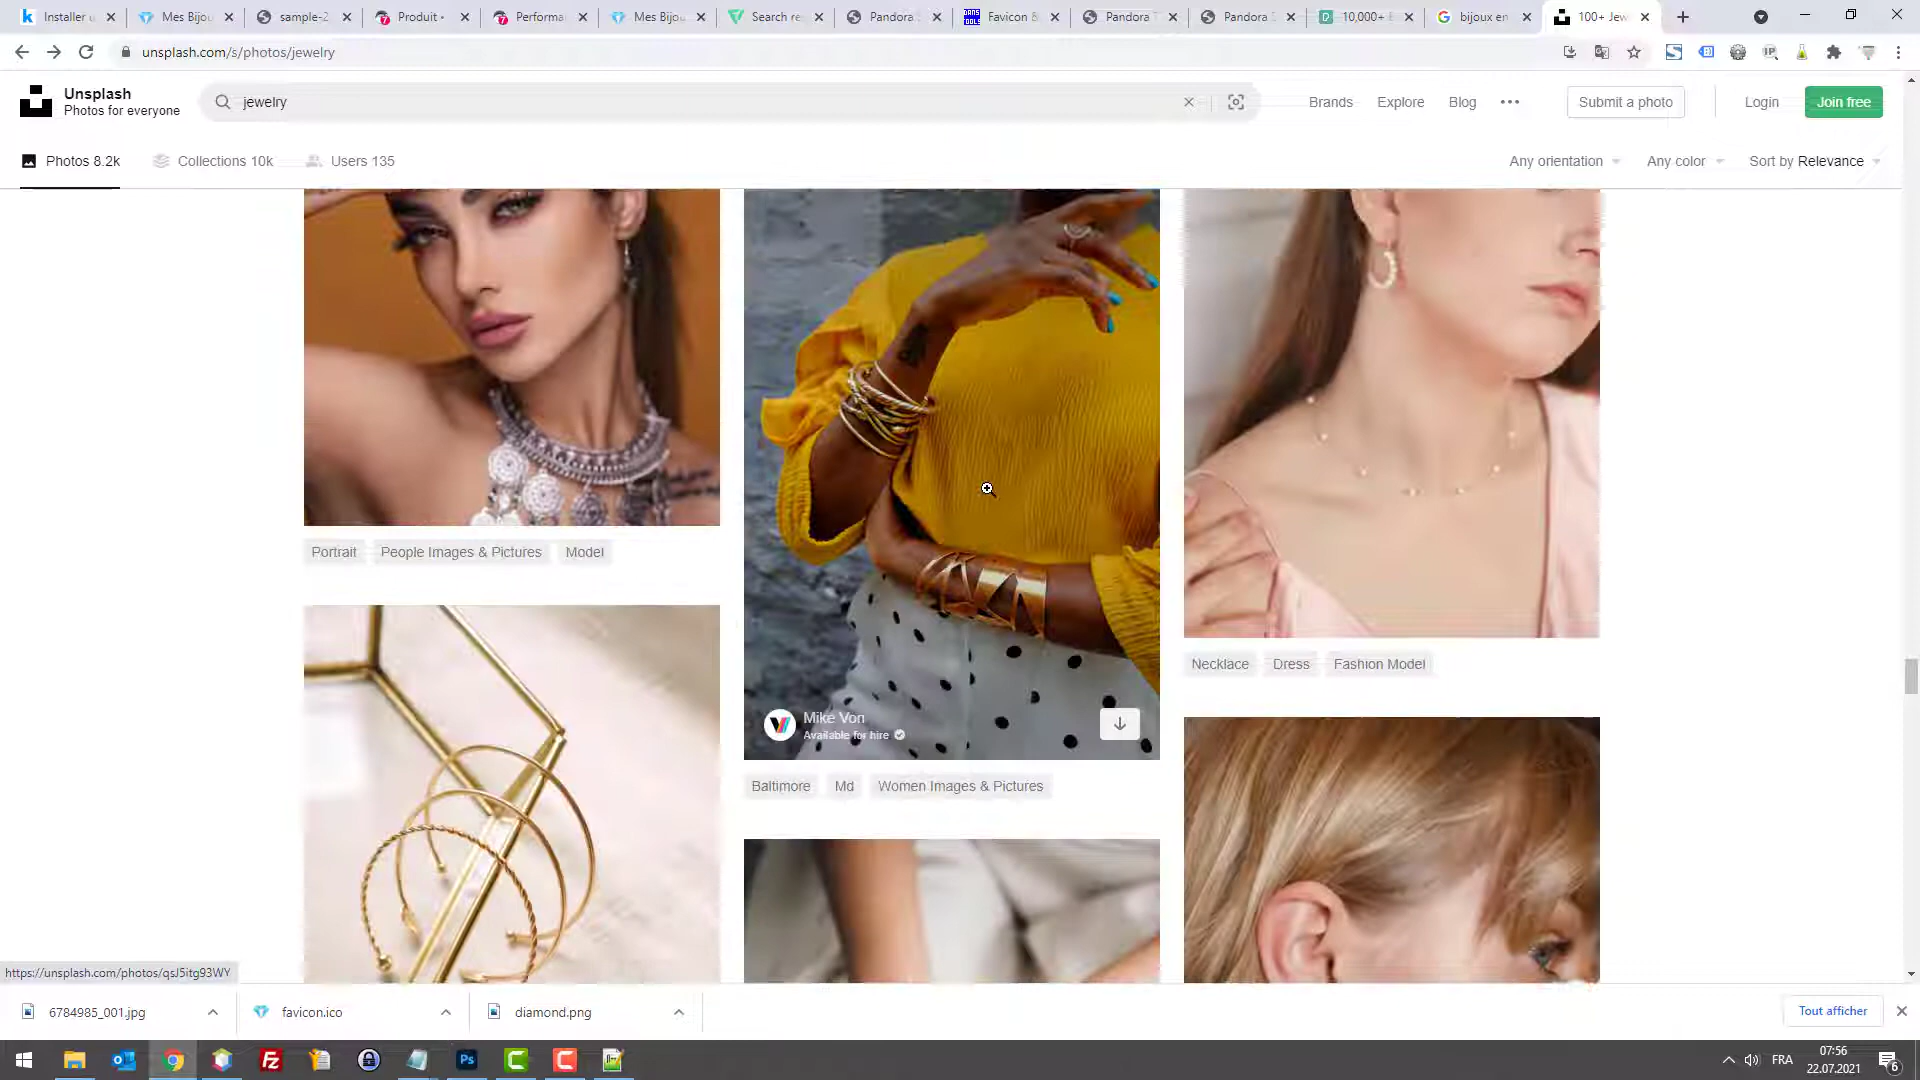 Installer u
Mes Bijou
sample-2
Produit
Performa
Mes Bijou
Search re
Pandora
Favicon &
Pandora T
Pandora
10,000+
bijoux en
100+ Jew
unsplash.com/s/photos/jewelry
Unsplash
Photos for everyone
jewelry
Brands
Explore
Blog
Submit a photo
Login
Join free
Photos 8.2k
Collections 10k
Users 135
Any orientation
Any color
Sort by Relevance
Portrait
People Images & Pictures
Model
Mike Von
Available for hire
Baltimore
Md
Women Images & Pictures
Necklace
Dress
Fashion Model
https://unsplash.com/photos/qsJ5itg93WY
6784985_001.jpg
favicon.ico
diamond.png
Tout afficher
FRA
07:56
22.07.2021
6